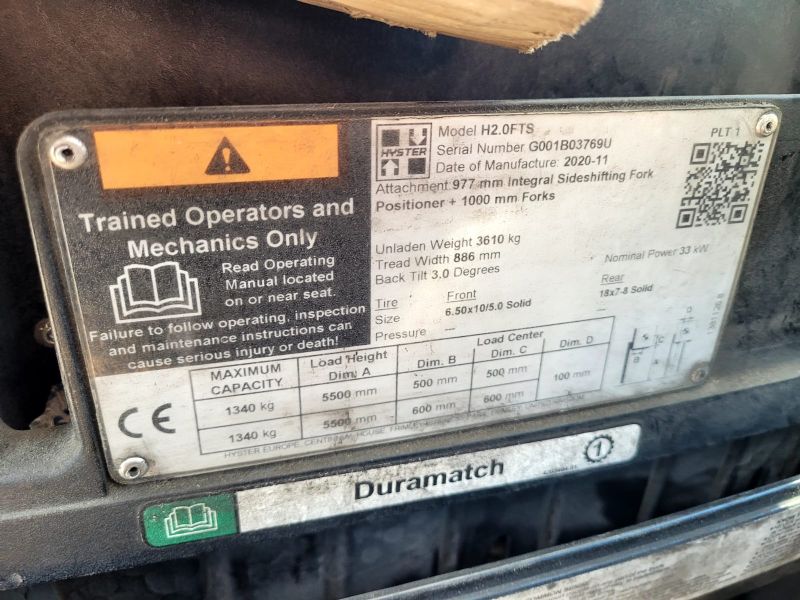 Trained Operators and
Mechanics Only
Read Operating
Manual located
on or near seat.
Failure to follow operating, inspection
and maintenance instructions can
cause serious injury or death!
HYSTER
Model H2.0FTS
Serial Number G001B03769U
Date of Manufacture: 2020-11
Attachment 977 mm Integral Sideshifting Fork
Positioner + 1000 mm Forks
PLT 1
Unladen Weight 3610 kg
Tread Width 886 mm
Back Tilt 3.0 Degrees
Nominal Power 33 kW
Tire Front Rear
Size 6.50x10/5.0 Solid 18x7-8 Solid
Pressure --- ---
MAXIMUM CAPACITY Load Height Dim. A Load Center Dim. B Dim. C Dim. D
1340 kg 5500 mm 500 mm 500 mm 100 mm
1340 kg 5500 mm 600 mm 600 mm
CE
HYSTER EUROPE, HOUSE
Duramatch
1